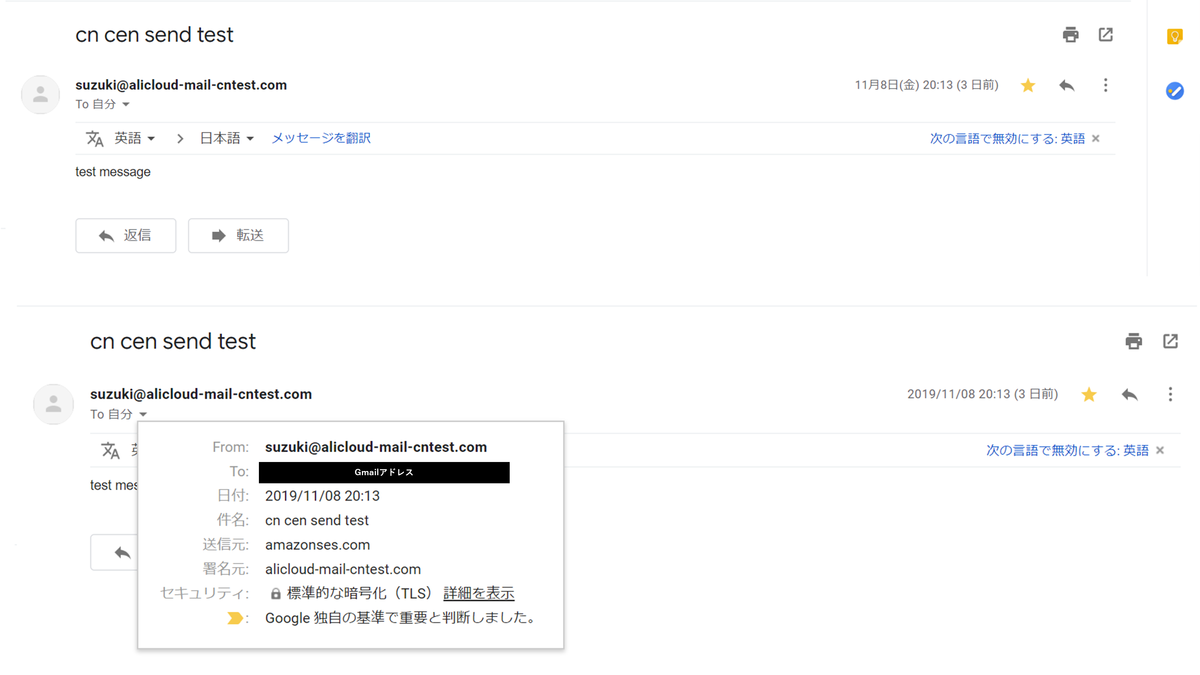 cn cen send test
suzuki@alicloud-mail-cntest.com
11月8日(金) 20:13 (3 日前)
To 自分
英語 > 日本語 メッセージを翻訳 次の言語で無効にする: 英語 ×
test message
返信 転送
cn cen send test
suzuki@alicloud-mail-cntest.com
2019/11/08 20:13 (3 日前)
To 自分
次の言語で無効にする: 英語 ×
test mes
From: suzuki@alicloud-mail-cntest.com
To: Gmailアドレス
日付: 2019/11/08 20:13
件名: cn cen send test
送信元: amazonses.com
署名元: alicloud-mail-cntest.com
セキュリティ: 標準的な暗号化（TLS） 詳細を表示
: Google 独自の基準で重要と判断しました。